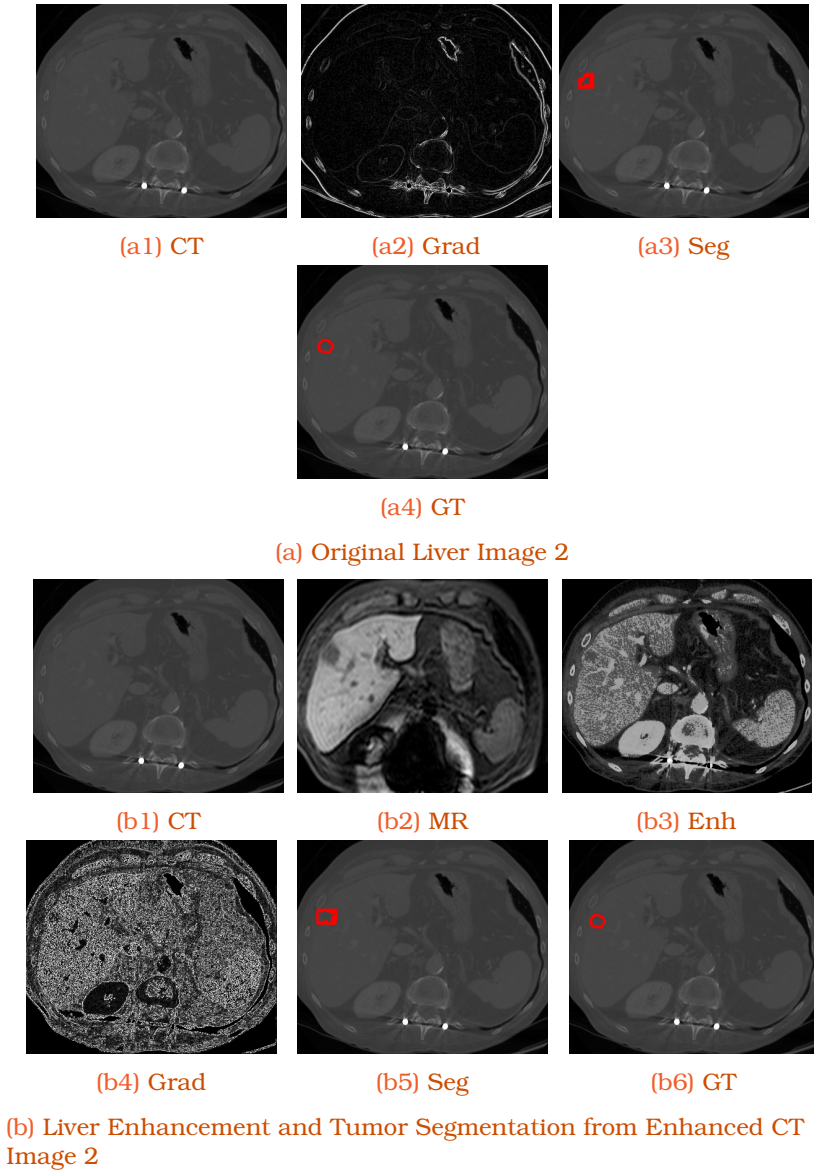 (a1) CT
(a2) Grad
(a3) Seg
(a4) GT
(a) Original Liver Image 2
(b1) CT
(b2) MR
(b3) Enh
(b4) Grad
(b5) Seg
(b6) GT
(b) Liver Enhancement and Tumor Segmentation from Enhanced CT
Image 2